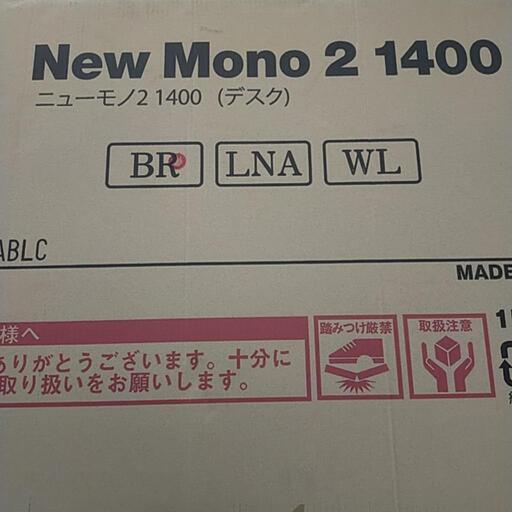 New Mono 2 1400
ニューモノ2 1400 (デスク)
BR LNA WL
ABLC
MADE
様へ
ありがとうございます。十分に
取り扱いをお願いします。
踏みつけ厳禁
取扱注意